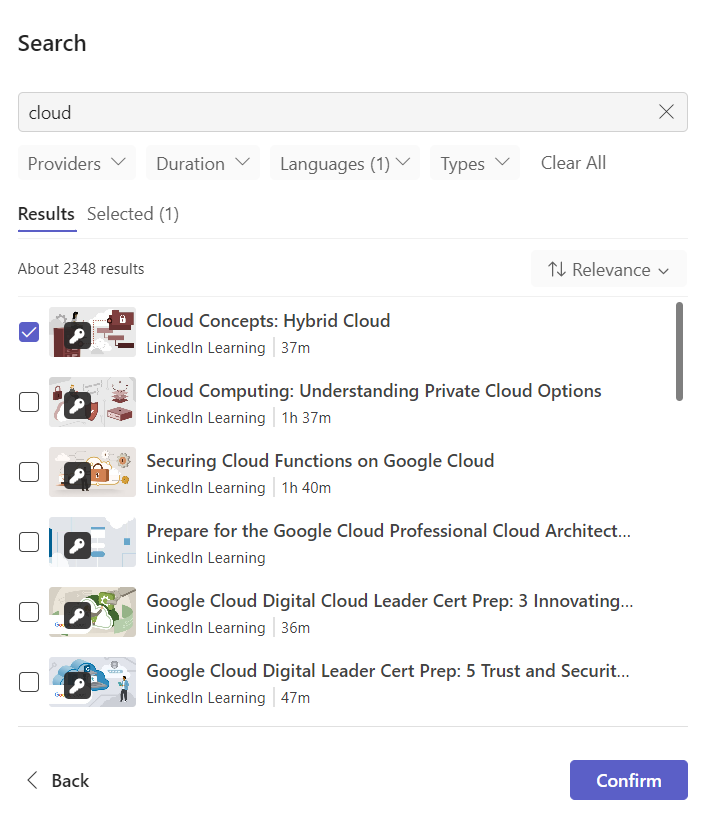 Search
cloud
Providers Duration Languages (1) Types Clear All
Results Selected (1)
About 2348 results Relevance
Cloud Concepts: Hybrid Cloud
LinkedIn Learning 37m
Cloud Computing: Understanding Private Cloud Options
LinkedIn Learning 1h 37m
Securing Cloud Functions on Google Cloud
LinkedIn Learning 1h 40m
Prepare for the Google Cloud Professional Cloud Architect...
LinkedIn Learning
Google Cloud Digital Cloud Leader Cert Prep: 3 Innovating...
LinkedIn Learning 36m
Google Cloud Digital Leader Cert Prep: 5 Trust and Securit...
LinkedIn Learning 47m
Back Confirm